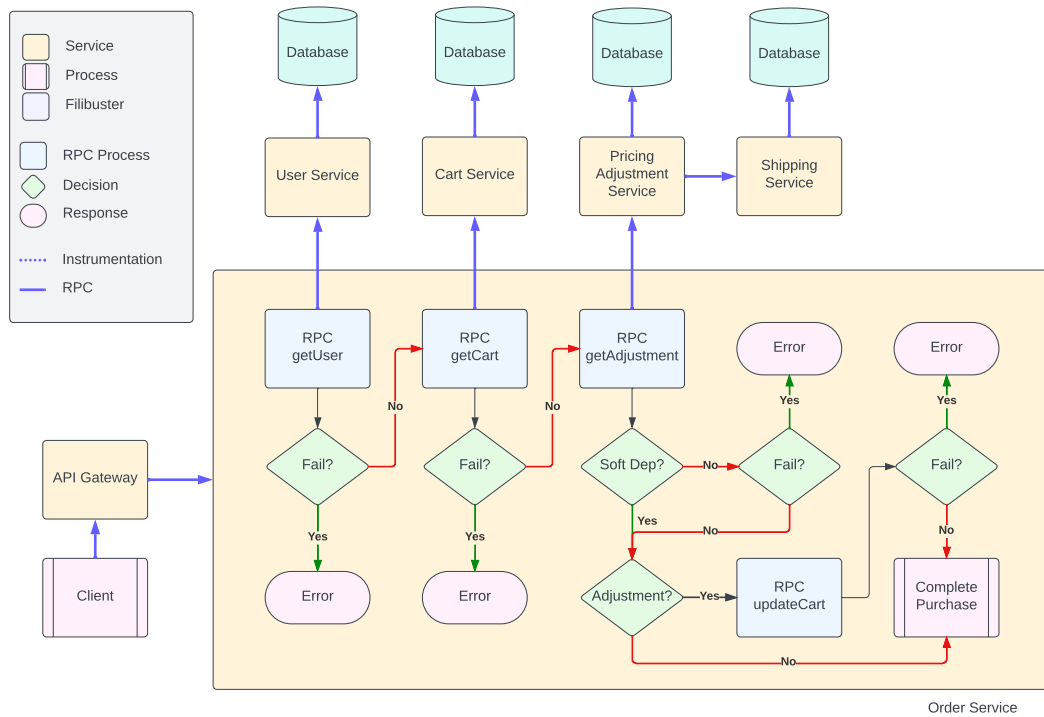 Service
Process
Filibuster
RPC Process
Decision
Response
Instrumentation
RPC
Database
Database
Database
Database
User Service
Cart Service
Pricing
Adjustment
Service
Shipping
Service
RPC
getUser
RPC
getCart
RPC
getAdjustment
Error
Error
No
No
Yes
Yes
Fail?
Fail?
Soft Dep?
No
Fail?
Fail?
API Gateway
Yes
Yes
Yes
No
No
Client
Error
Error
Adjustment?
Yes
RPC
updateCart
Complete
Purchase
No
Order Service